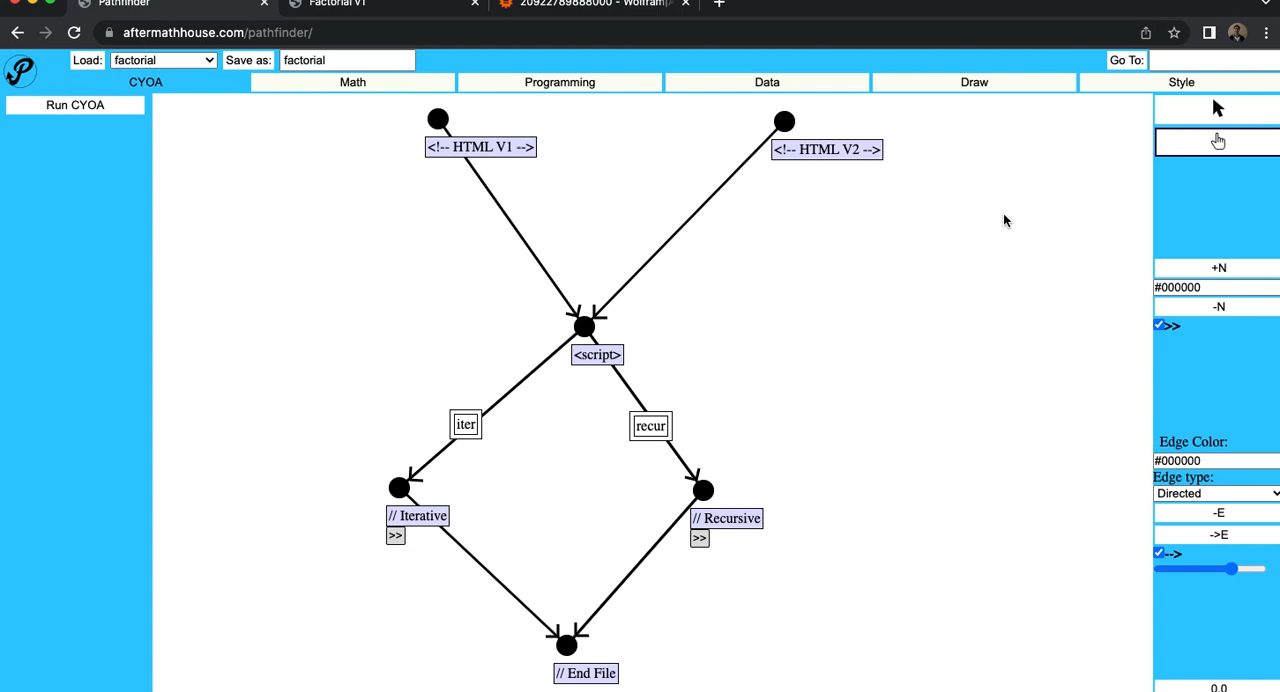 Pathfinder
Factorial V1
20922789888000 - Wolfram|A
aftermathhouse.com/pathfinder/
Load: factorial Save as: factorial Go To:
CYOA Math Programming Data Draw Style
Run CYOA
<!-- HTML V1 -->
<!-- HTML V2 -->
<script>
iter
recur
// Iterative
>>
// Recursive
>>
// End File
+N
#000000
-N
>>
Edge Color:
#000000
Edge type:
Directed
-E
->E
-->
0.0